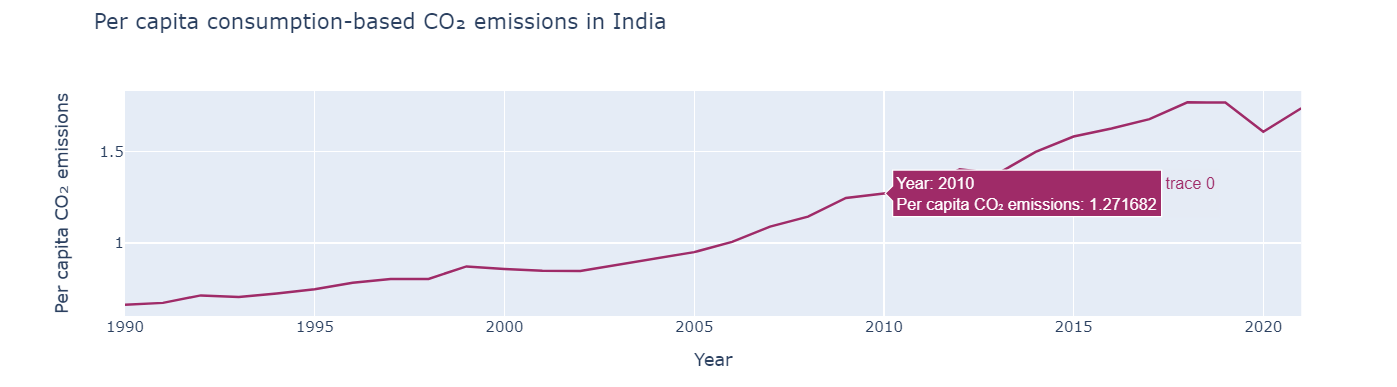 Per capita consumption-based CO₂ emissions in India
Per capita CO₂ emissions
1.5
1
Year: 2010
Per capita CO₂ emissions: 1.271682
trace 0
1990
1995
2000
2005
2010
2015
2020
Year